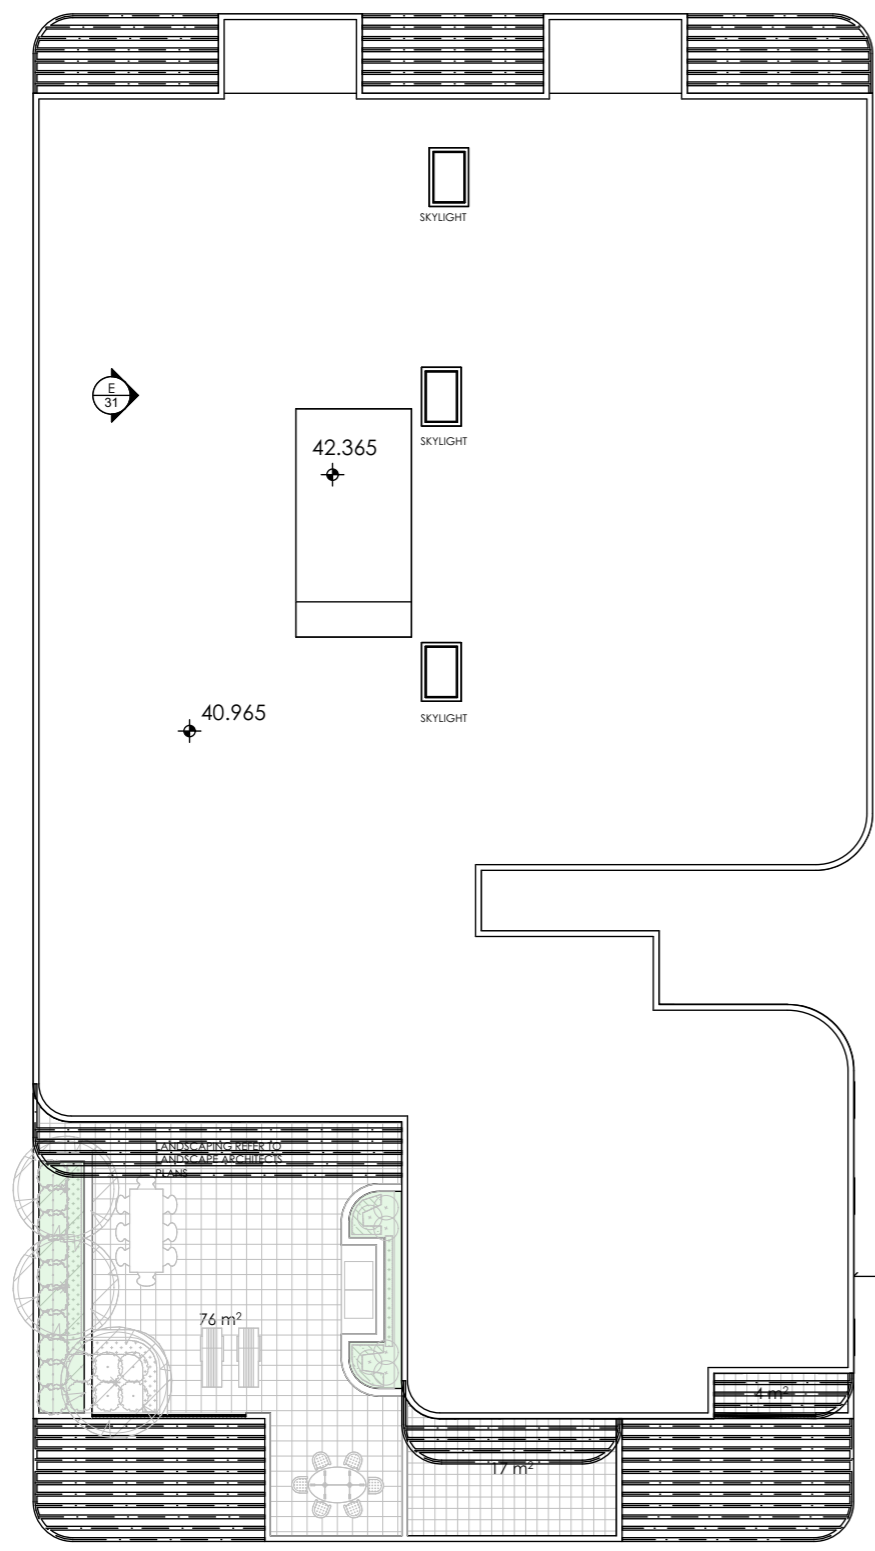 SKYLIGHT
E
31
SKYLIGHT
42.365
SKYLIGHT
40.965
LANDSCAPING REFER TO
LANDSCAPE ARCHITECTS
PLANS
76 m²
4 m²
17 m²